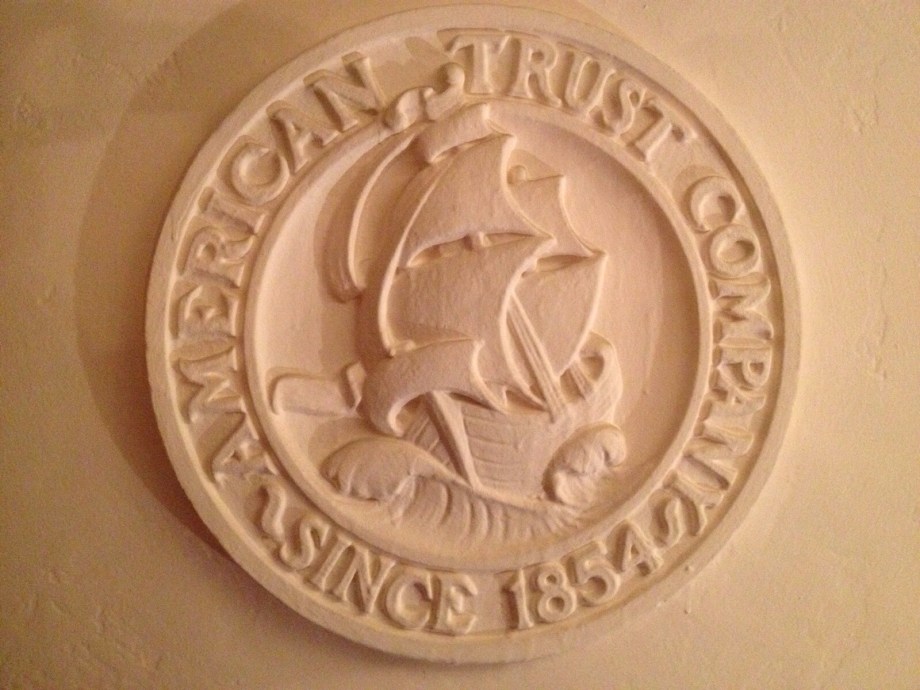 AMERICAN TRUST COMPANY
SINCE 1854